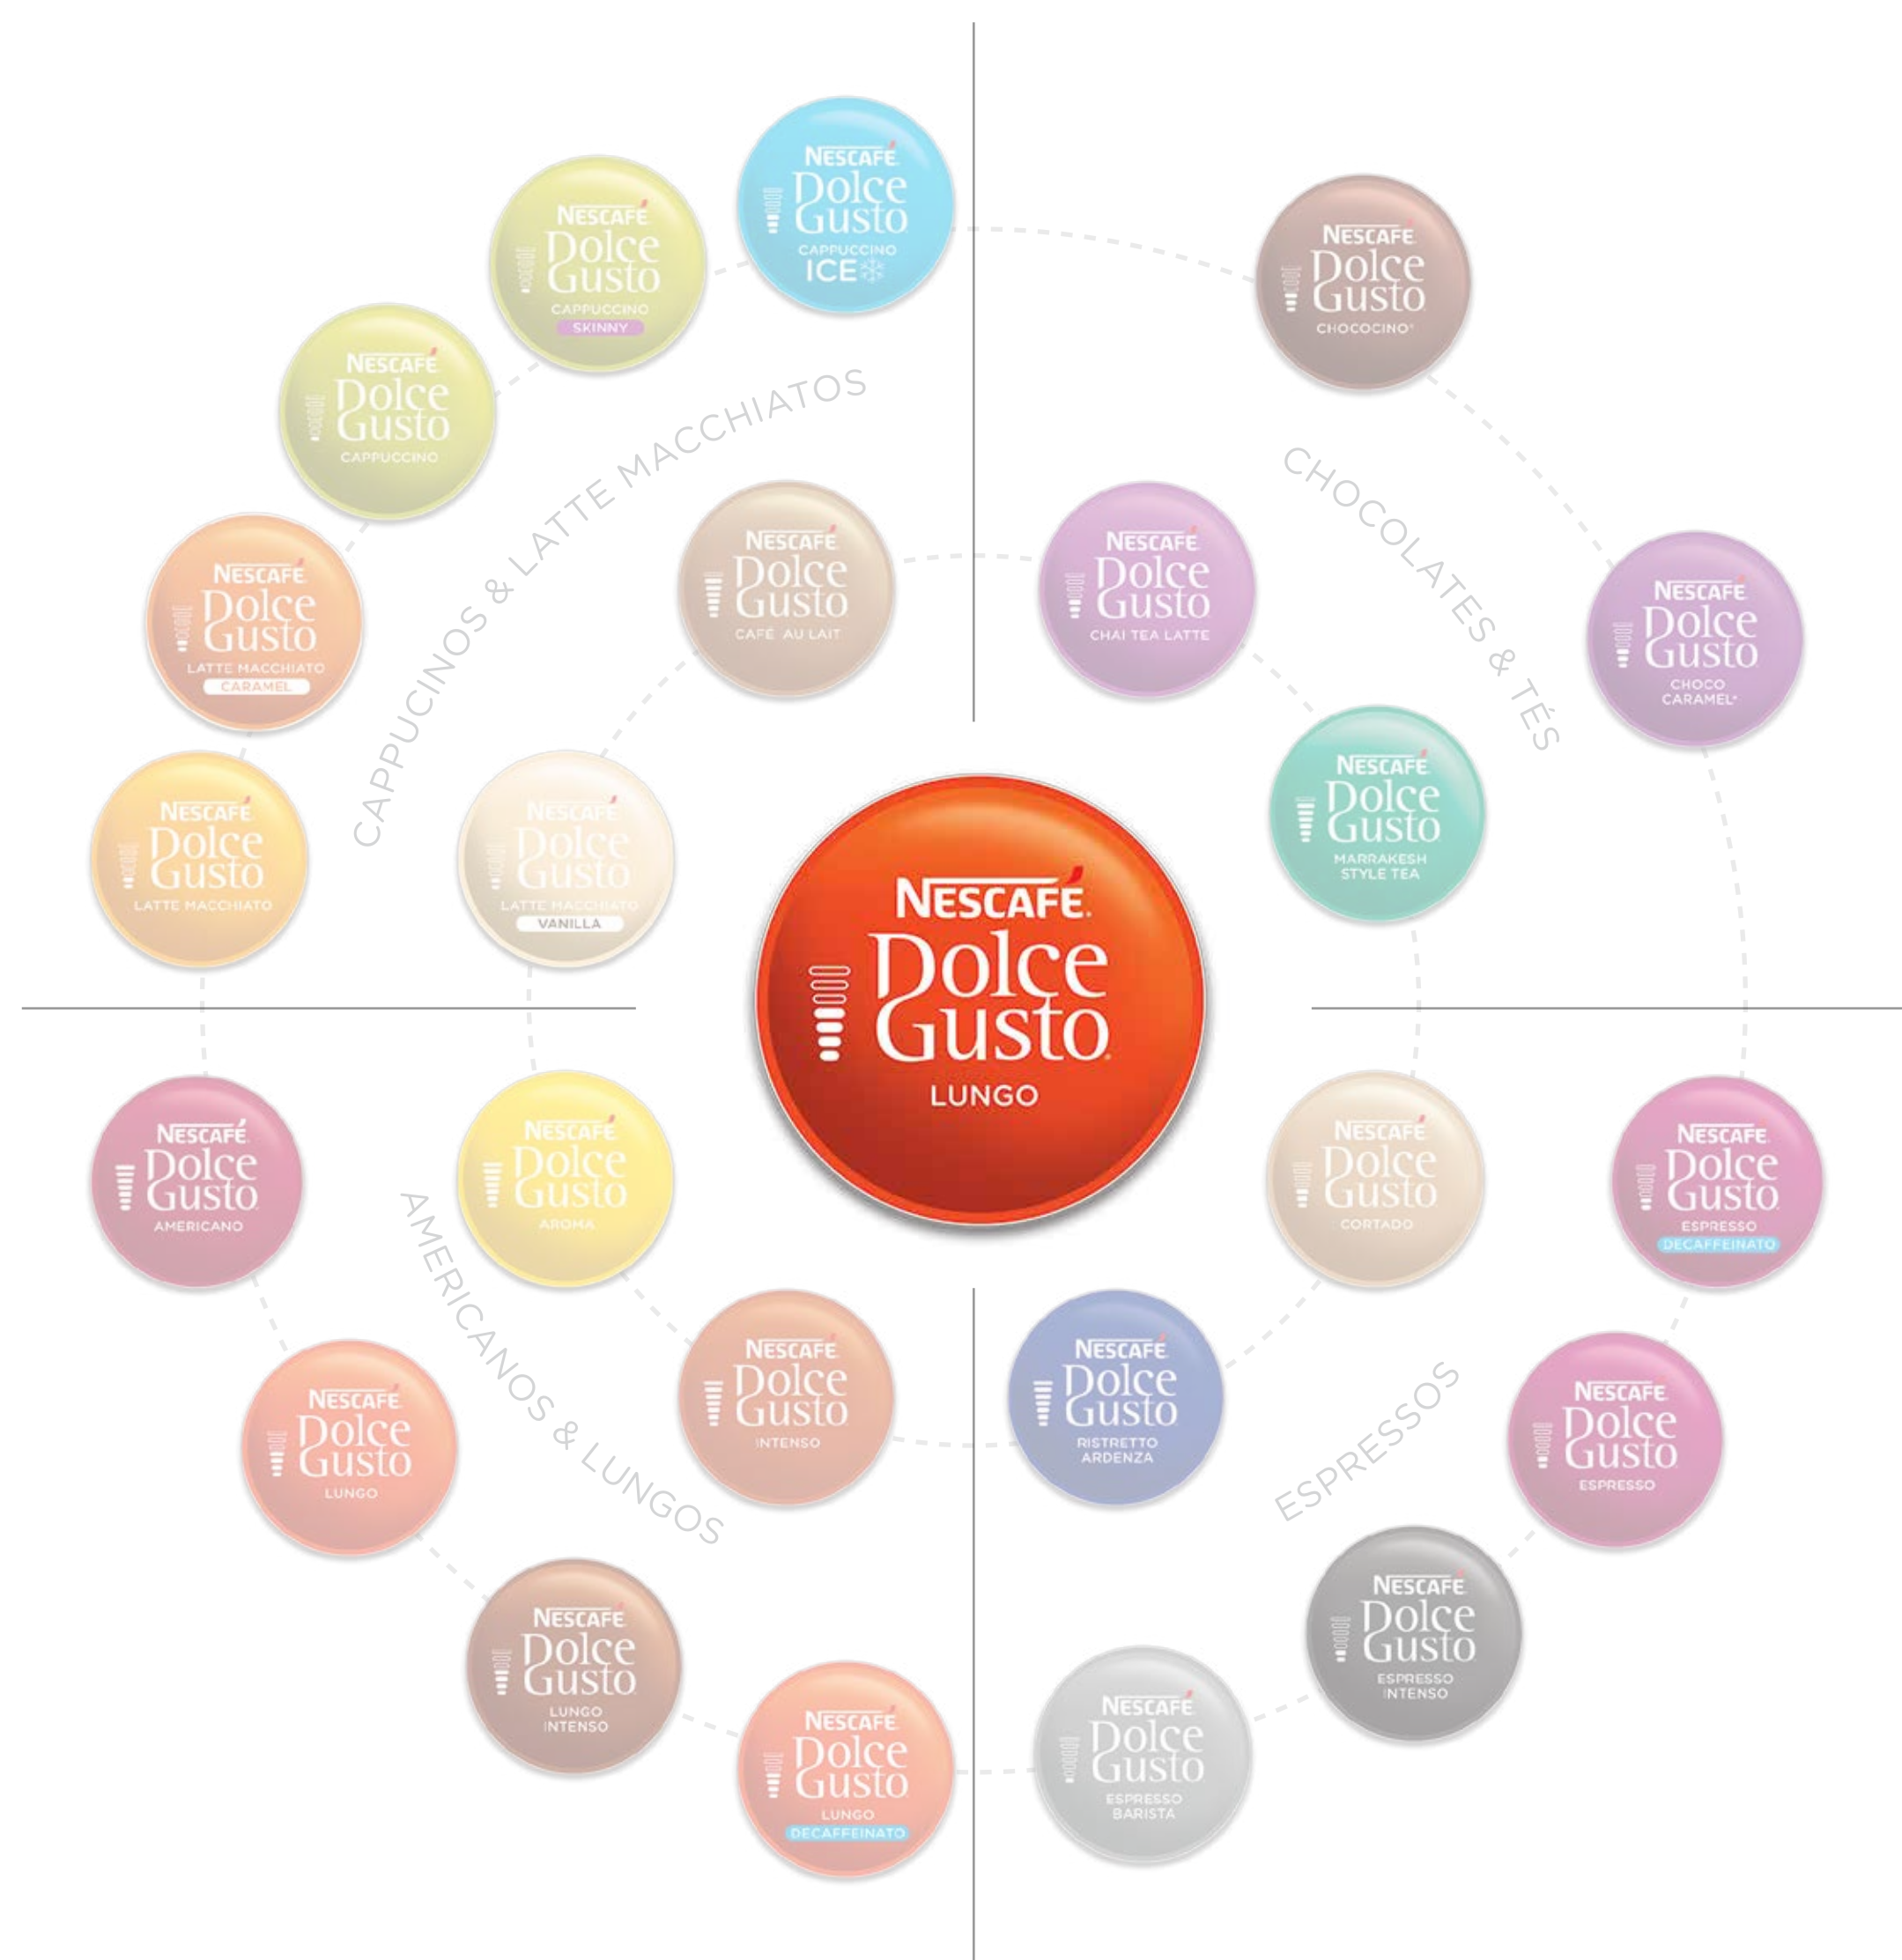 NESCAFÉ.
Dolce
Gusto
CAPPUCCINO
ICE
NESCAFÉ
Dolce
Gusto
CAPPUCCINO
SKINNY
NESCAFÉ
Dolce
Gusto
CAPPUCCINO
NESCAFÉ
Dolce
Gusto
LATTE MACCHIATO
CARAMEL
NESCAFÉ
Dolce
Gusto
LATTE MACCHIATO
CAPPUCINOS & LATTE MACCHIATOS
NESCAFÉ
Dolce
Gusto
CAFÉ AU LAIT
NESCAFÉ
Dolce
Gusto
LATTE MACCHIATO
VANILLA
NESCAFÉ
Dolce
Gusto
CHOCOCINO*
CHOCOLATES & TÉS
NESCAFÉ
Dolce
Gusto
CHOCO
CARAMEL*
NESCAFÉ
Dolce
Gusto
CHAI TEA LATTE
NESCAFÉ
Dolce
Gusto
MARRAKESH
STYLE TEA
NESCAFÉ.
Dolce
Gusto
LUNGO
NESCAFÉ
Dolce
Gusto
AMERICANO
NESCAFÉ
Dolce
Gusto
AROMA
AMERICANOS & LUNGOS
NESCAFÉ
Dolce
Gusto
INTENSO
NESCAFÉ
Dolce
Gusto
LUNGO
NESCAFÉ
Dolce
Gusto
LUNGO
INTENSO
NESCAFÉ
Dolce
Gusto
LUNGO
DECAFFEINATO
NESCAFÉ
Dolce
Gusto
CORTADO
NESCAFÉ
Dolce
Gusto
ESPRESSO
DECAFFEINATO
NESCAFÉ
Dolce
Gusto
RISTRETTO
ARDENZA
ESPRESSOS
NESCAFÉ
Dolce
Gusto
ESPRESSO
NESCAFÉ
Dolce
Gusto
ESPRESSO
INTENSO
NESCAFÉ
Dolce
Gusto
ESPRESSO
BARISTA